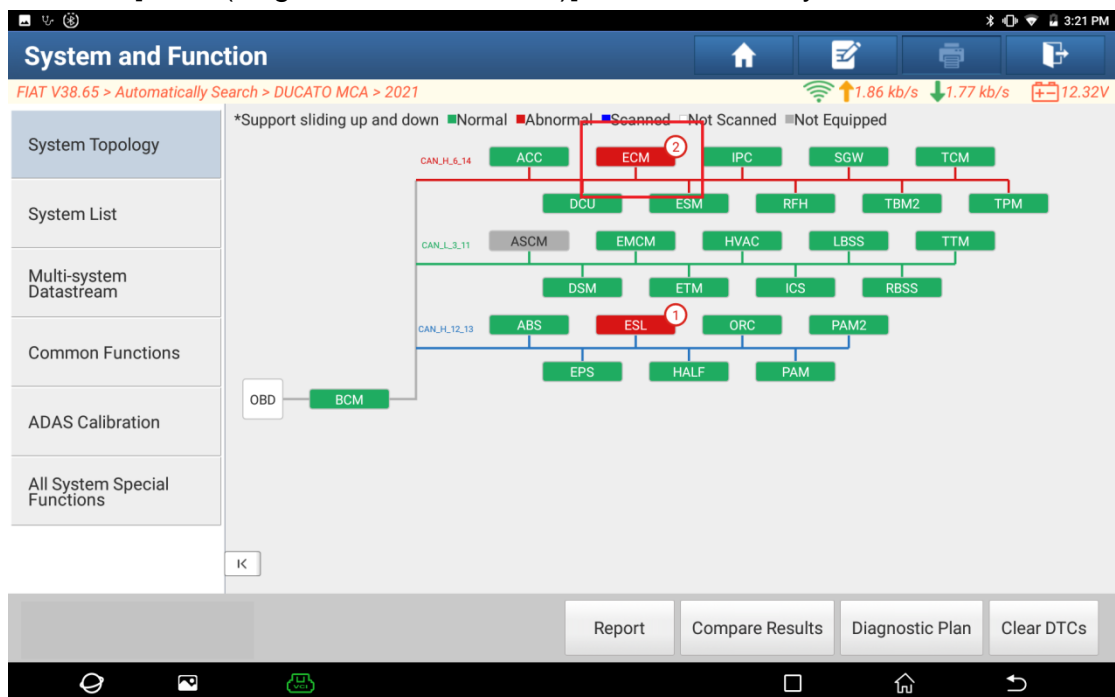 3:21 PM
System and Function
FIAT V38.65 > Automatically Search > DUCATO MCA > 2021
1.86 kb/s 1.77 kb/s 12.32V
*Support sliding up and down Normal Abnormal Scanned Not Scanned Not Equipped
System Topology
System List
Multi-system
Datastream
Common Functions
ADAS Calibration
All System Special
Functions
CAN_H_6_14 ACC ECM 2 IPC SGW TCM
DCU ESM RFH TBM2 TPM
CAN_L_3_11 ASCM EMCM HVAC LBSS TTM
DSM ETM ICS RBSS
CAN_H_12_13 ABS ESL 1 ORC PAM2
EPS HALF PAM
OBD BCM
Report Compare Results Diagnostic Plan Clear DTCs
VCI